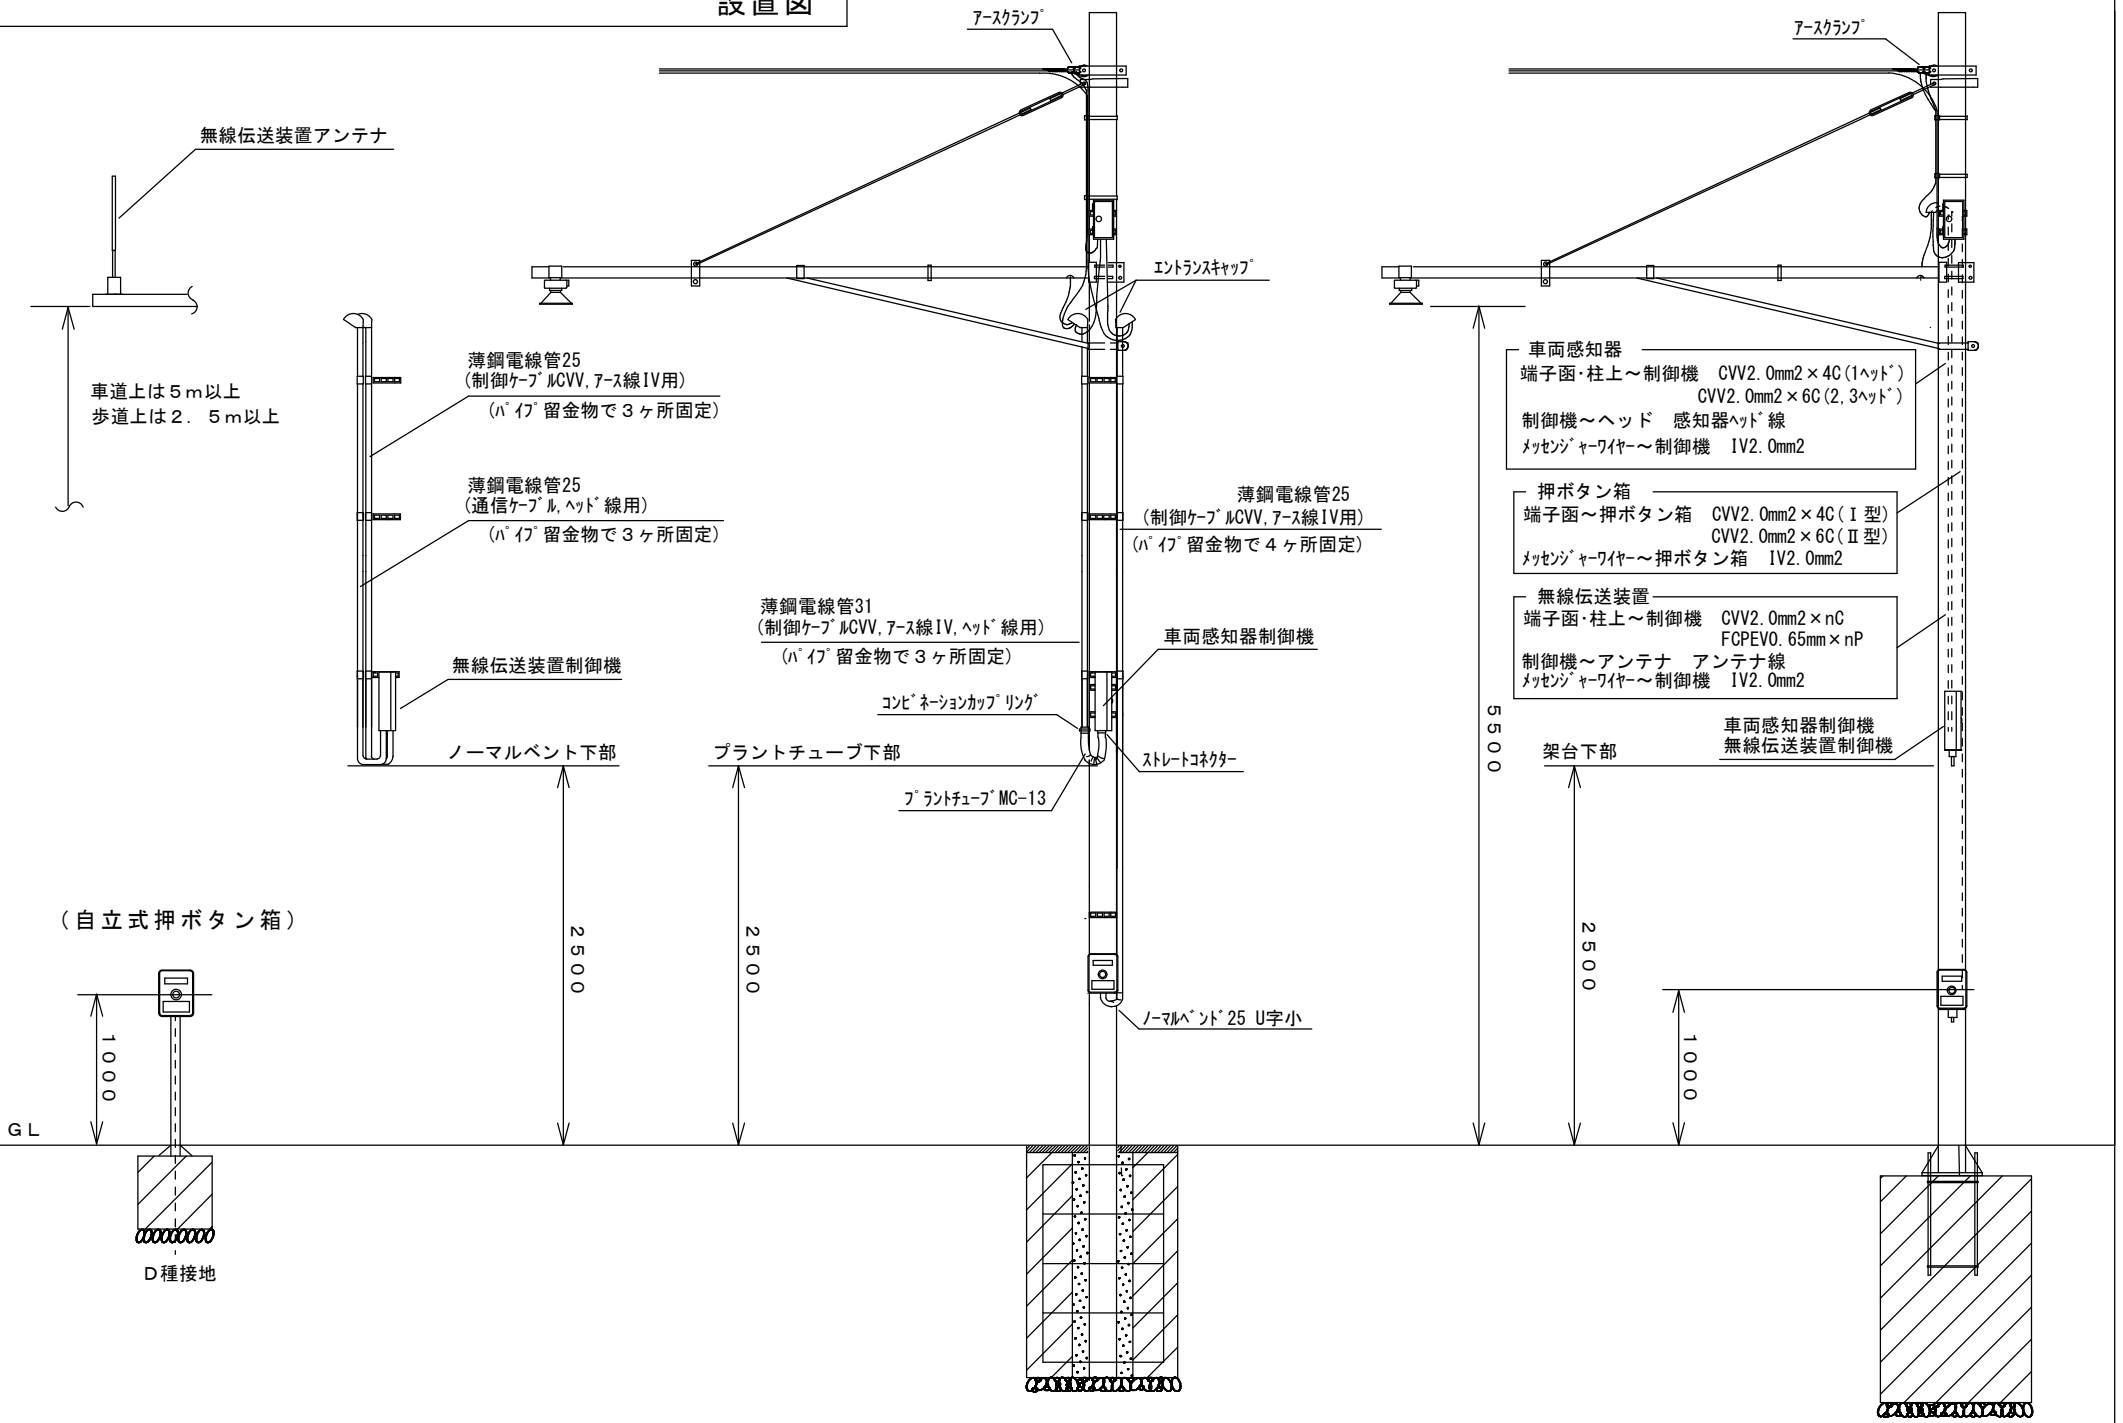 設置図
アースクランプ
アースクランプ
無線伝送装置アンテナ
エントランスキャップ
車道上は5m以上
歩道上は2．5m以上
薄鋼電線管25
(制御ケーブルCVV,アース線IV用)
(パイプ留金物で3ヶ所固定)
薄鋼電線管25
(通信ケーブル,ヘッド線用)
(パイプ留金物で3ヶ所固定)
無線伝送装置制御機
ノーマルベント下部
2500
薄鋼電線管25
(制御ケーブルCVV,アース線IV用)
(パイプ留金物で4ヶ所固定)
薄鋼電線管31
(制御ケーブルCVV,アース線IV,ヘッド線用)
(パイプ留金物で3ヶ所固定)
車両感知器制御機
コンビネーションカップリング
プラントチューブ下部
ストレートコネクター
プラントチューブMC-13
2500
ノーマルベンド25 U字小
車両感知器
端子函･柱上～制御機 CVV2.0mm2×4C(1ヘッド)
CVV2.0mm2×6C(2,3ヘッド)
制御機～ヘッド 感知器ヘッド線
メッセンジャーワイヤー～制御機 IV2.0mm2
押ボタン箱
端子函～押ボタン箱 CVV2.0mm2×4C(Ⅰ型)
CVV2.0mm2×6C(Ⅱ型)
メッセンジャーワイヤー～押ボタン箱 IV2.0mm2
無線伝送装置
端子函･柱上～制御機 CVV2.0mm2×nC
FCPEV0.65mm×nP
制御機～アンテナ アンテナ線
メッセンジャーワイヤー～制御機 IV2.0mm2
車両感知器制御機
無線伝送装置制御機
架台下部
5500
2500
1000
(自立式押ボタン箱)
1000
GL
D種接地